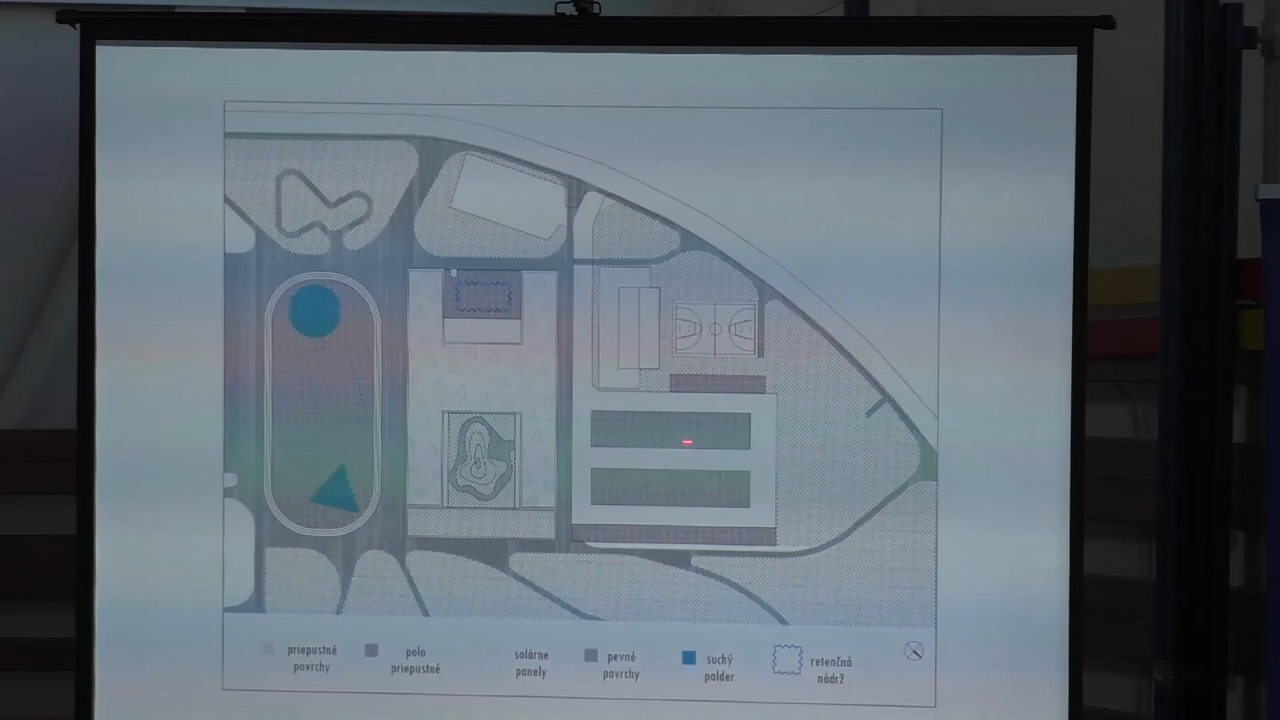 priepustné
povrchy
polo
priepustné
solárne
panely
pevné
povrchy
suchý
polder
retenčná
nádrž